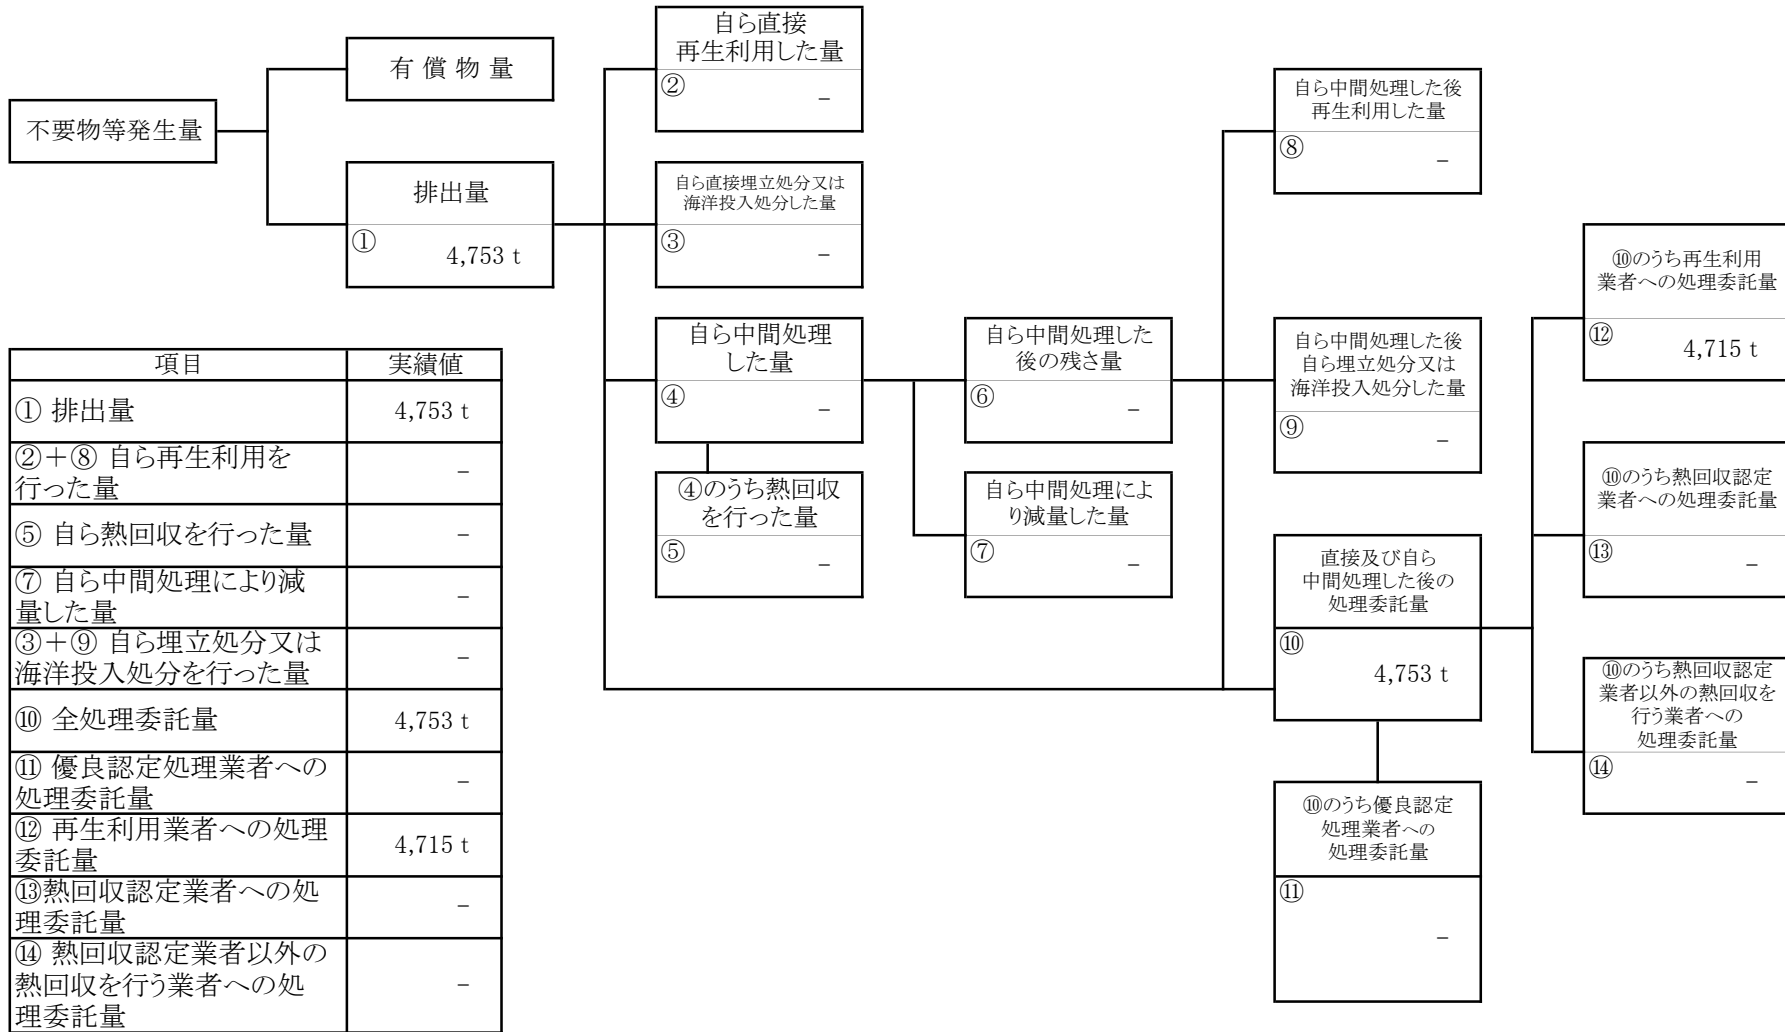 不要物等発生量
有 償 物 量
排出量
①
4,753 t
自ら直接
再生利用した量
②
－
自ら直接埋立処分又は
海洋投入処分した量
③
－
自ら中間処理
した量
④
－
④のうち熱回収
を行った量
⑤
－
自ら中間処理した
後の残さ量
⑥
－
自ら中間処理によ
り減量した量
⑦
－
自ら中間処理した後
再生利用した量
⑧
－
自ら中間処理した後
自ら埋立処分又は
海洋投入処分した量
⑨
－
直接及び自ら
中間処理した後の
処理委託量
⑩
4,753 t
⑩のうち優良認定
処理業者への
処理委託量
⑪
－
⑩のうち再生利用
業者への処理委託量
⑫
4,715 t
⑩のうち熱回収認定
業者への処理委託量
⑬
－
⑩のうち熱回収認定
業者以外の熱回収を
行う業者への
処理委託量
⑭
－
項目 実績値
① 排出量 4,753 t
②＋⑧ 自ら再生利用を
行った量 －
⑤ 自ら熱回収を行った量 －
⑦ 自ら中間処理により減
量した量 －
③＋⑨ 自ら埋立処分又は
海洋投入処分を行った量 －
⑩ 全処理委託量 4,753 t
⑪ 優良認定処理業者への
処理委託量 －
⑫ 再生利用業者への処理
委託量 4,715 t
⑬熱回収認定業者への処
理委託量 －
⑭ 熱回収認定業者以外の
熱回収を行う業者への処
理委託量 －